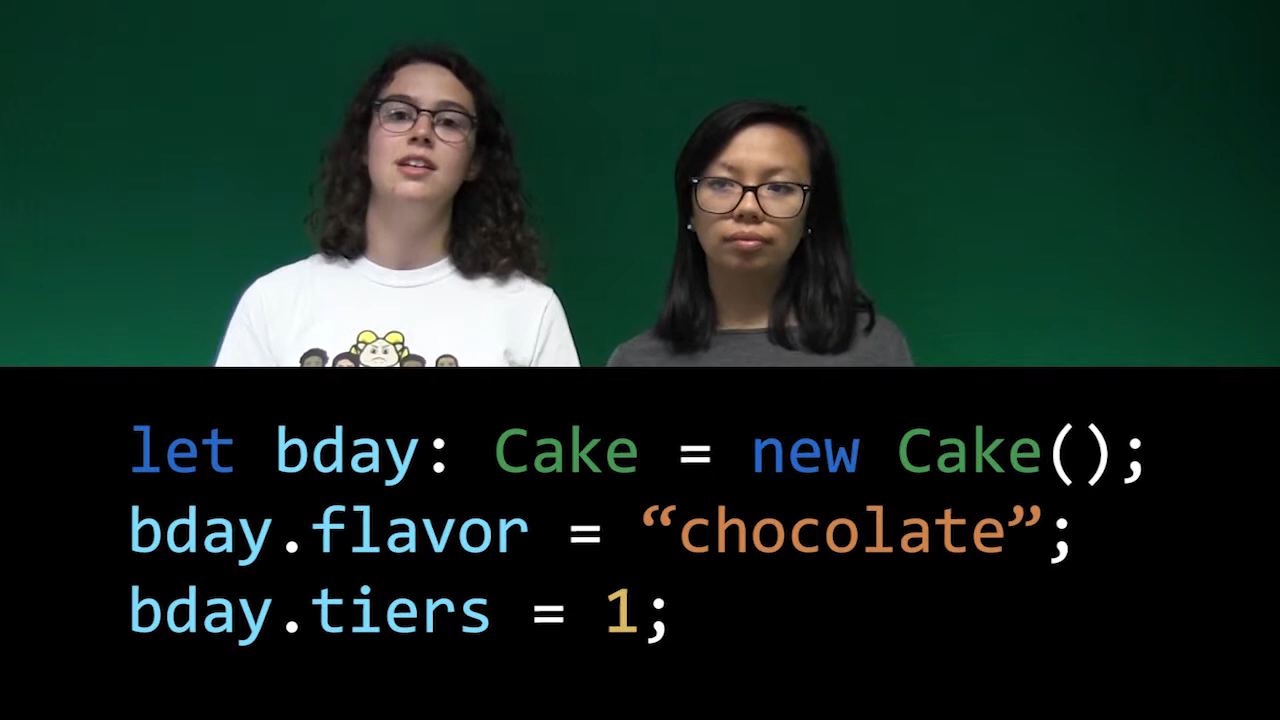 let bday: Cake = new Cake();
bday.flavor = “chocolate”;
bday.tiers = 1;